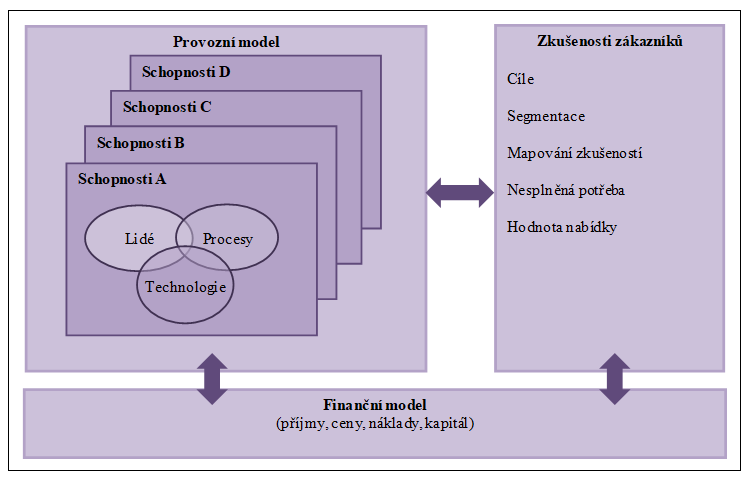 Provozní model
Schopnosti D
Schopnosti C
Schopnosti B
Schopnosti A
Lidé
Procesy
Technologie
Zkušenosti zákazníků
Cíle
Segmentace
Mapování zkušeností
Nesplněná potřeba
Hodnota nabídky
Finanční model
(příjmy, ceny, náklady, kapitál)